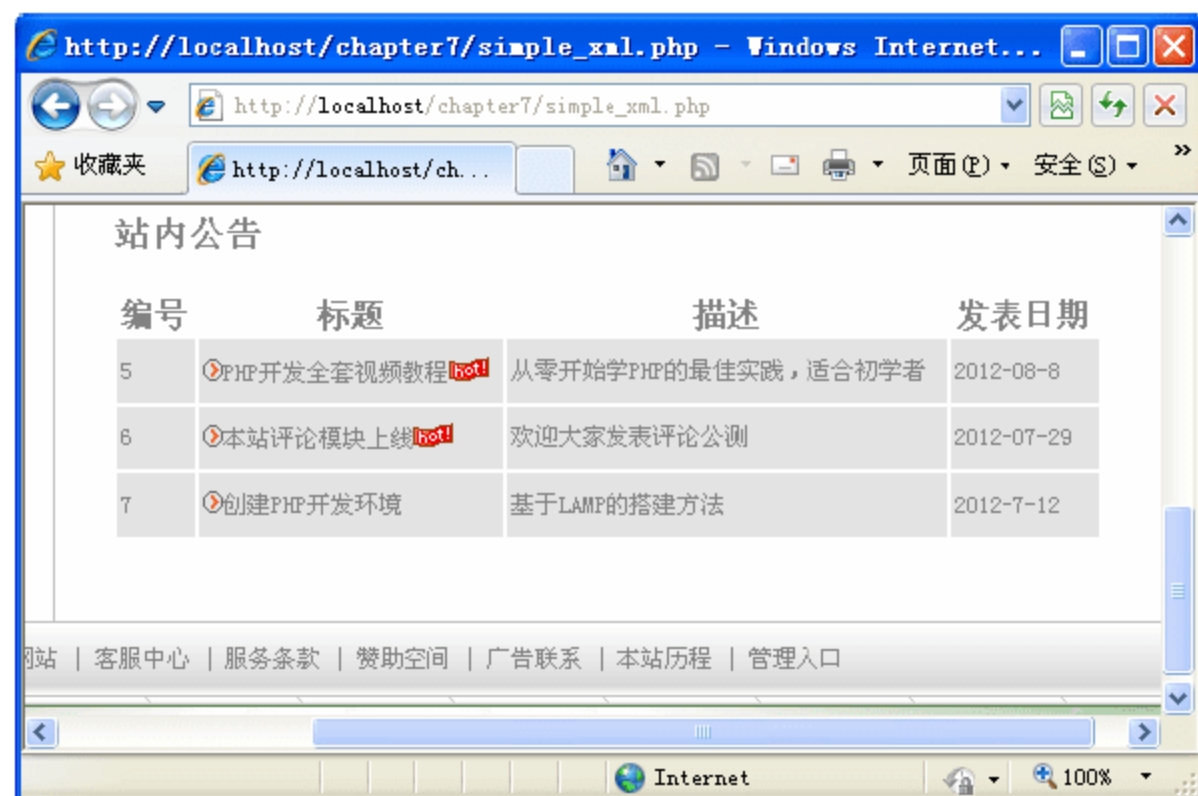 http://localhost/chapter7/simple_xml.php - Windows Internet...
http://localhost/chapter7/simple_xml.php
收藏夹 http://localhost/ch... 页面(P) 安全(S) »
站内公告
编号 标题 描述 发表日期
5 PHP开发全套视频教程hot! 从零开始学PHP的最佳实践，适合初学者 2012-08-8
6 本站评论模块上线hot! 欢迎大家发表评论公测 2012-07-29
7 创建PHP开发环境 基于LAMP的搭建方法 2012-7-12
站 | 客服中心 | 服务条款 | 赞助空间 | 广告联系 | 本站历程 | 管理入口
Internet 100%